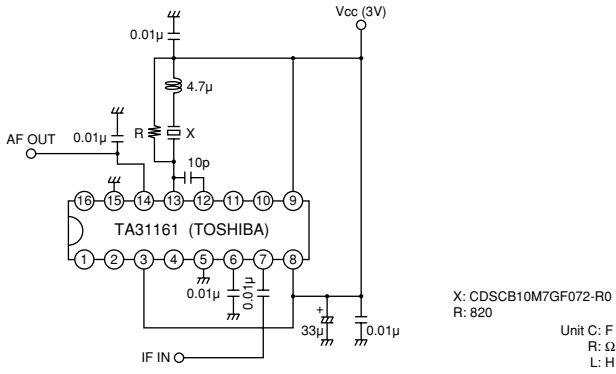 Vcc (3V)
0.01µ
4.7µ
AF OUT
0.01µ
R
X
10p
16 15 14 13 12 11 10 9
TA31161 (TOSHIBA)
1 2 3 4 5 6 7 8
0.01µ
0.01µ
+
33µ
0.01µ
IF IN
X: CDSCB10M7GF072-R0
R: 820
Unit C: F
R: Ω
L: H